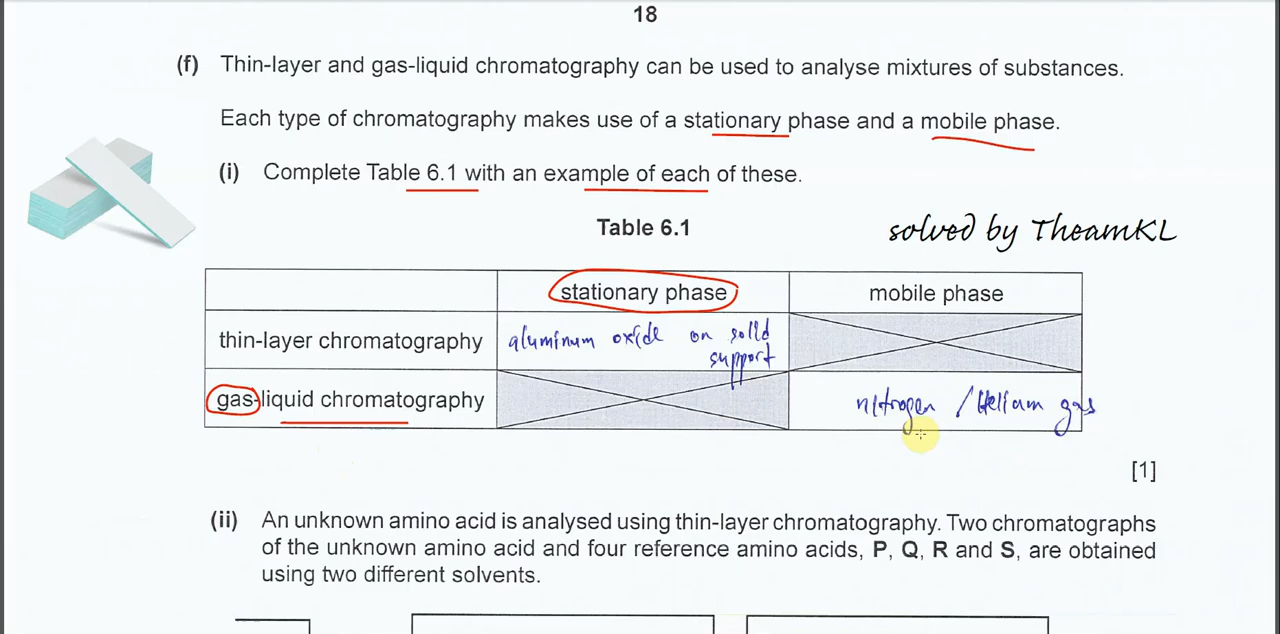 18
(f) Thin-layer and gas-liquid chromatography can be used to analyse mixtures of substances.
Each type of chromatography makes use of a stationary phase and a mobile phase.
(i) Complete Table 6.1 with an example of each of these.
Table 6.1
solved by TheamKL
stationary phase mobile phase
thin-layer chromatography aluminum oxide on solid
support
gas-liquid chromatography nitrogen / Helium gas
[1]
(ii) An unknown amino acid is analysed using thin-layer chromatography. Two chromatographs
of the unknown amino acid and four reference amino acids, P, Q, R and S, are obtained
using two different solvents.